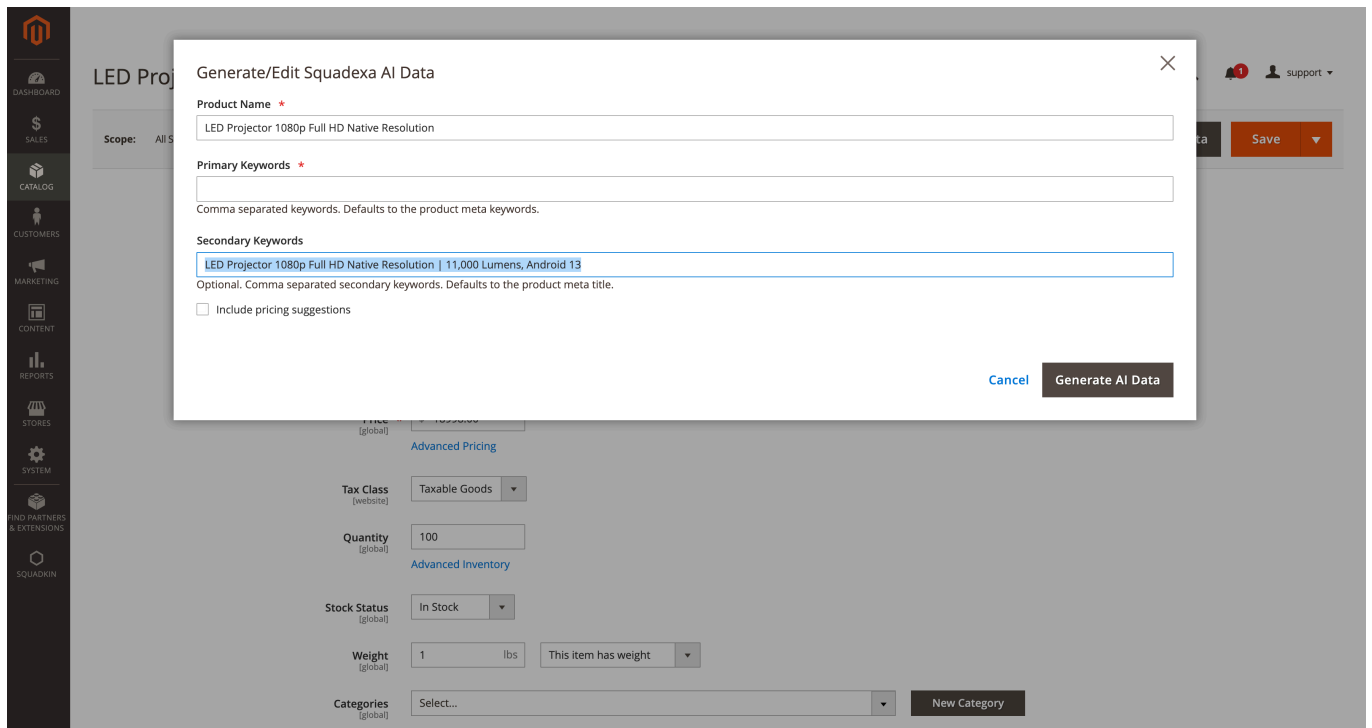 DASHBOARD
SALES
CATALOG
CUSTOMERS
MARKETING
CONTENT
REPORTS
STORES
SYSTEM
FIND PARTNERS
& EXTENSIONS
SQUADKIN
LED Proj
1
support
Scope: All S
ta
Save
Generate/Edit Squadexa AI Data
Product Name *
LED Projector 1080p Full HD Native Resolution
Primary Keywords *
Comma separated keywords. Defaults to the product meta keywords.
Secondary Keywords
LED Projector 1080p Full HD Native Resolution | 11,000 Lumens, Android 13
Optional. Comma separated secondary keywords. Defaults to the product meta title.
Include pricing suggestions
Cancel
Generate AI Data
Price *
[global]
Advanced Pricing
Tax Class
[website]
Taxable Goods
Quantity
[global]
100
Advanced Inventory
Stock Status
[global]
In Stock
Weight
[global]
1 lbs
This item has weight
Categories
[global]
Select...
New Category